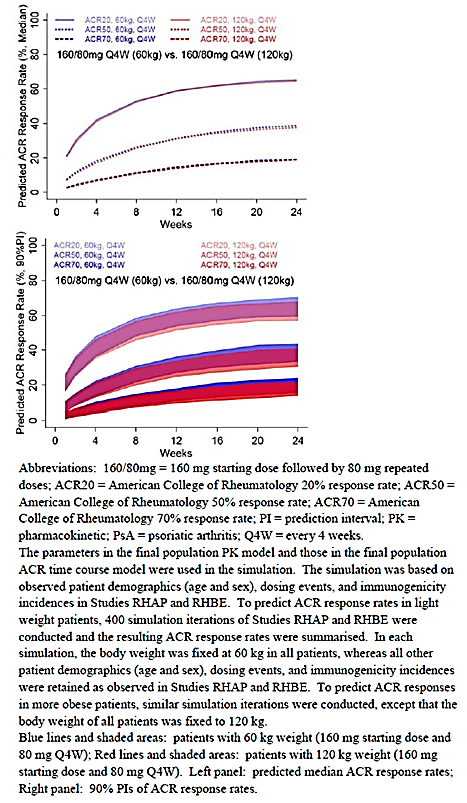 ACR20, 60kg, Q4W ACR20, 120kg, Q4W
ACR50, 60kg, Q4W ACR50, 120kg, Q4W
ACR70, 60kg, Q4W ACR70, 120kg, Q4W
160/80mg Q4W (60kg) vs. 160/80mg Q4W (120kg)
Predicted ACR Response Rate (%, Median)
100
80
60
40
20
0
0 4 8 12 16 20 24
Weeks
ACR20, 60kg, Q4W ACR20, 120kg, Q4W
ACR50, 60kg, Q4W ACR50, 120kg, Q4W
ACR70, 60kg, Q4W ACR70, 120kg, Q4W
160/80mg Q4W (60kg) vs. 160/80mg Q4W (120kg)
Predicted ACR Response Rate (%, 90%PI)
100
80
60
40
20
0
0 4 8 12 16 20 24
Weeks
Abbreviations: 160/80mg = 160 mg starting dose followed by 80 mg repeated
doses; ACR20 = American College of Rheumatology 20% response rate; ACR50 =
American College of Rheumatology 50% response rate; ACR70 = American
College of Rheumatology 70% response rate; PI = prediction interval; PK =
pharmacokinetic; PsA = psoriatic arthritis; Q4W = every 4 weeks.
The parameters in the final population PK model and those in the final population
ACR time course model were used in the simulation. The simulation was based on
observed patient demographics (age and sex), dosing events, and immunogenicity
incidences in Studies RHAP and RHBE. To predict ACR response rates in light
weight patients, 400 simulation iterations of Studies RHAP and RHBE were
conducted and the resulting ACR response rates were summarised. In each
simulation, the body weight was fixed at 60 kg in all patients, whereas all other
patient demographics (age and sex), dosing events, and immunogenicity incidences
were retained as observed in Studies RHAP and RHBE. To predict ACR responses
in more obese patients, similar simulation iterations were conducted, except that the
body weight of all patients was fixed to 120 kg.
Blue lines and shaded areas: patients with 60 kg weight (160 mg starting dose and
80 mg Q4W); Red lines and shaded areas: patients with 120 kg weight (160 mg
starting dose and 80 mg Q4W). Left panel: predicted median ACR response rates;
Right panel: 90% PIs of ACR response rates.